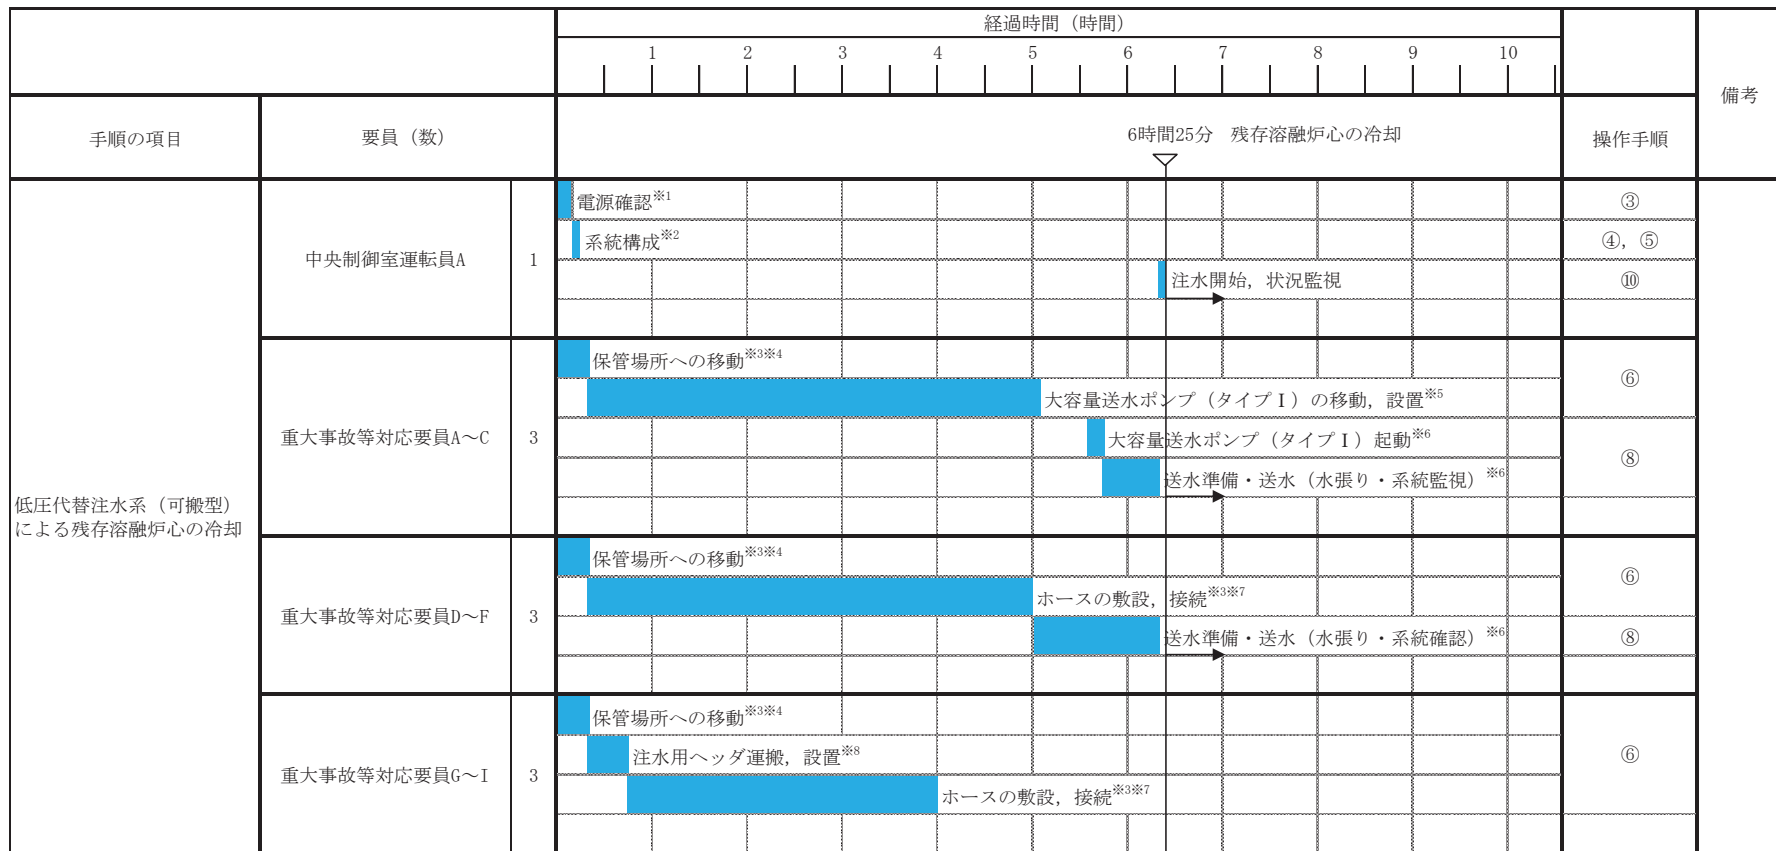 経過時間（時間）
1 2 3 4 5 6 7 8 9 10
備考
手順の項目
要員（数）
6時間25分 残存溶融炉心の冷却
操作手順
低圧代替注水系（可搬型）
による残存溶融炉心の冷却
中央制御室運転員A
1
電源確認※1
③
系統構成※2
④，⑤
注水開始，状況監視
⑩
重大事故等対応要員A～C
3
保管場所への移動※3※4
⑥
大容量送水ポンプ（タイプⅠ）の移動，設置※5
大容量送水ポンプ（タイプⅠ）起動※6
⑧
送水準備・送水（水張り・系統監視）※6
重大事故等対応要員D～F
3
保管場所への移動※3※4
⑥
ホースの敷設，接続※3※7
送水準備・送水（水張り・系統確認）※6
⑧
重大事故等対応要員G～I
3
保管場所への移動※3※4
注水用ヘッダ運搬，設置※8
⑥
ホースの敷設，接続※3※7